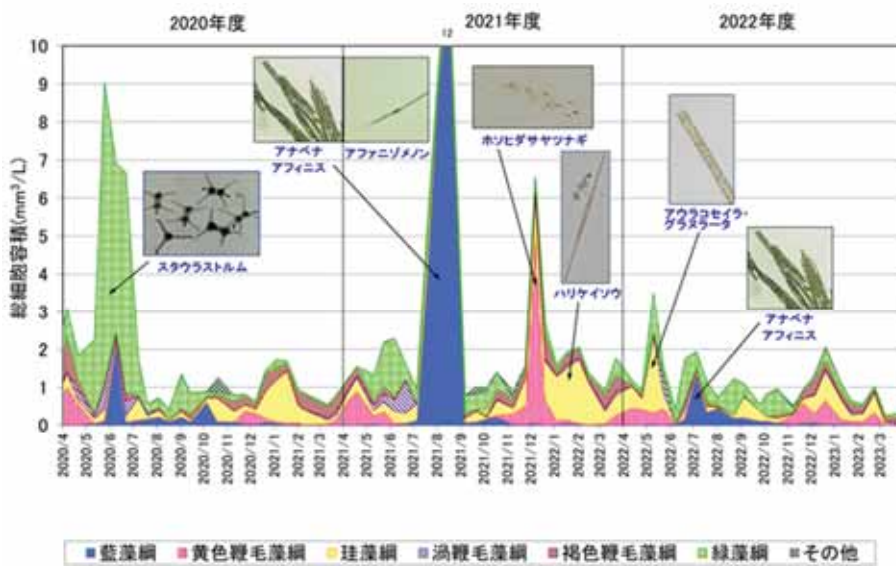 2020年度
2021年度
2022年度
総細胞容積(mm³/L)
10
9
8
7
6
5
4
3
2
1
0
12
スタウラストルム
アナベナ
アフィニス
アファニゾメノン
ホソヒダサヤツナギ
ハリケイソウ
アウラコセイラ・
グラヌラータ
アナベナ
アフィニス
2020/4
2020/5
2020/6
2020/7
2020/8
2020/9
2020/10
2020/11
2020/12
2021/1
2021/2
2021/3
2021/4
2021/5
2021/6
2021/7
2021/8
2021/9
2021/10
2021/11
2021/12
2022/1
2022/2
2022/3
2022/4
2022/5
2022/6
2022/7
2022/8
2022/9
2022/10
2022/11
2022/12
2023/1
2023/2
2023/3
藍藻綱
黄色鞭毛藻綱
珪藻綱
渦鞭毛藻綱
褐色鞭毛藻綱
緑藻綱
その他